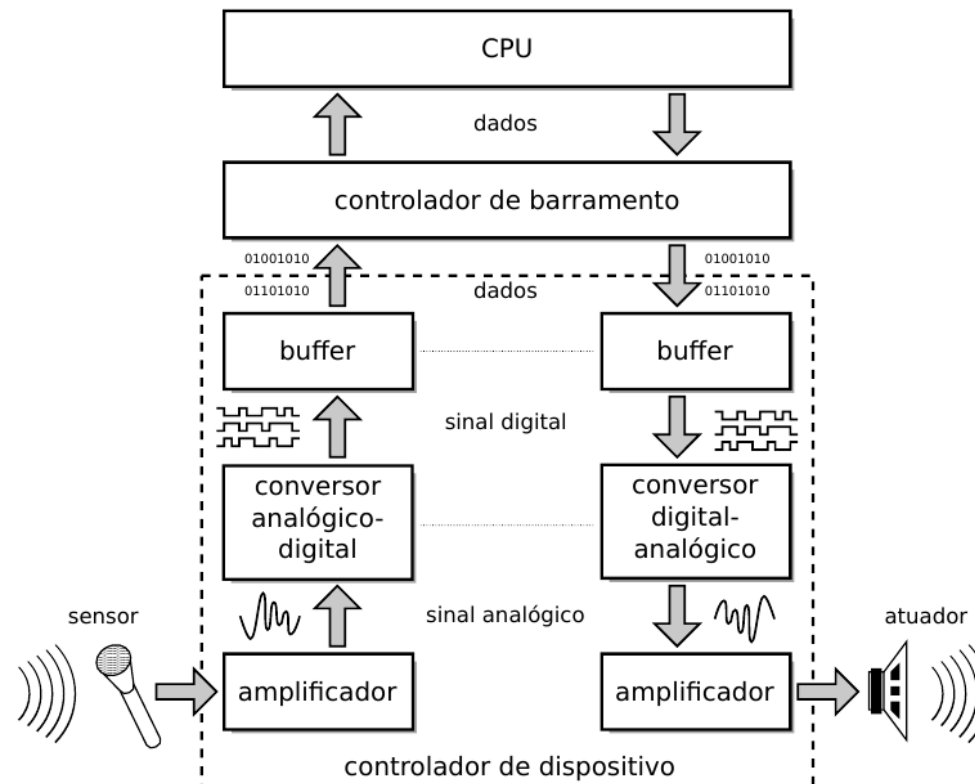 CPU
dados
controlador de barramento
01001010
01101010
dados
01001010
01101010
buffer
buffer
sinal digital
conversor
analógico-
digital
conversor
digital-
analógico
sensor
sinal analógico
atuador
amplificador
amplificador
controlador de dispositivo